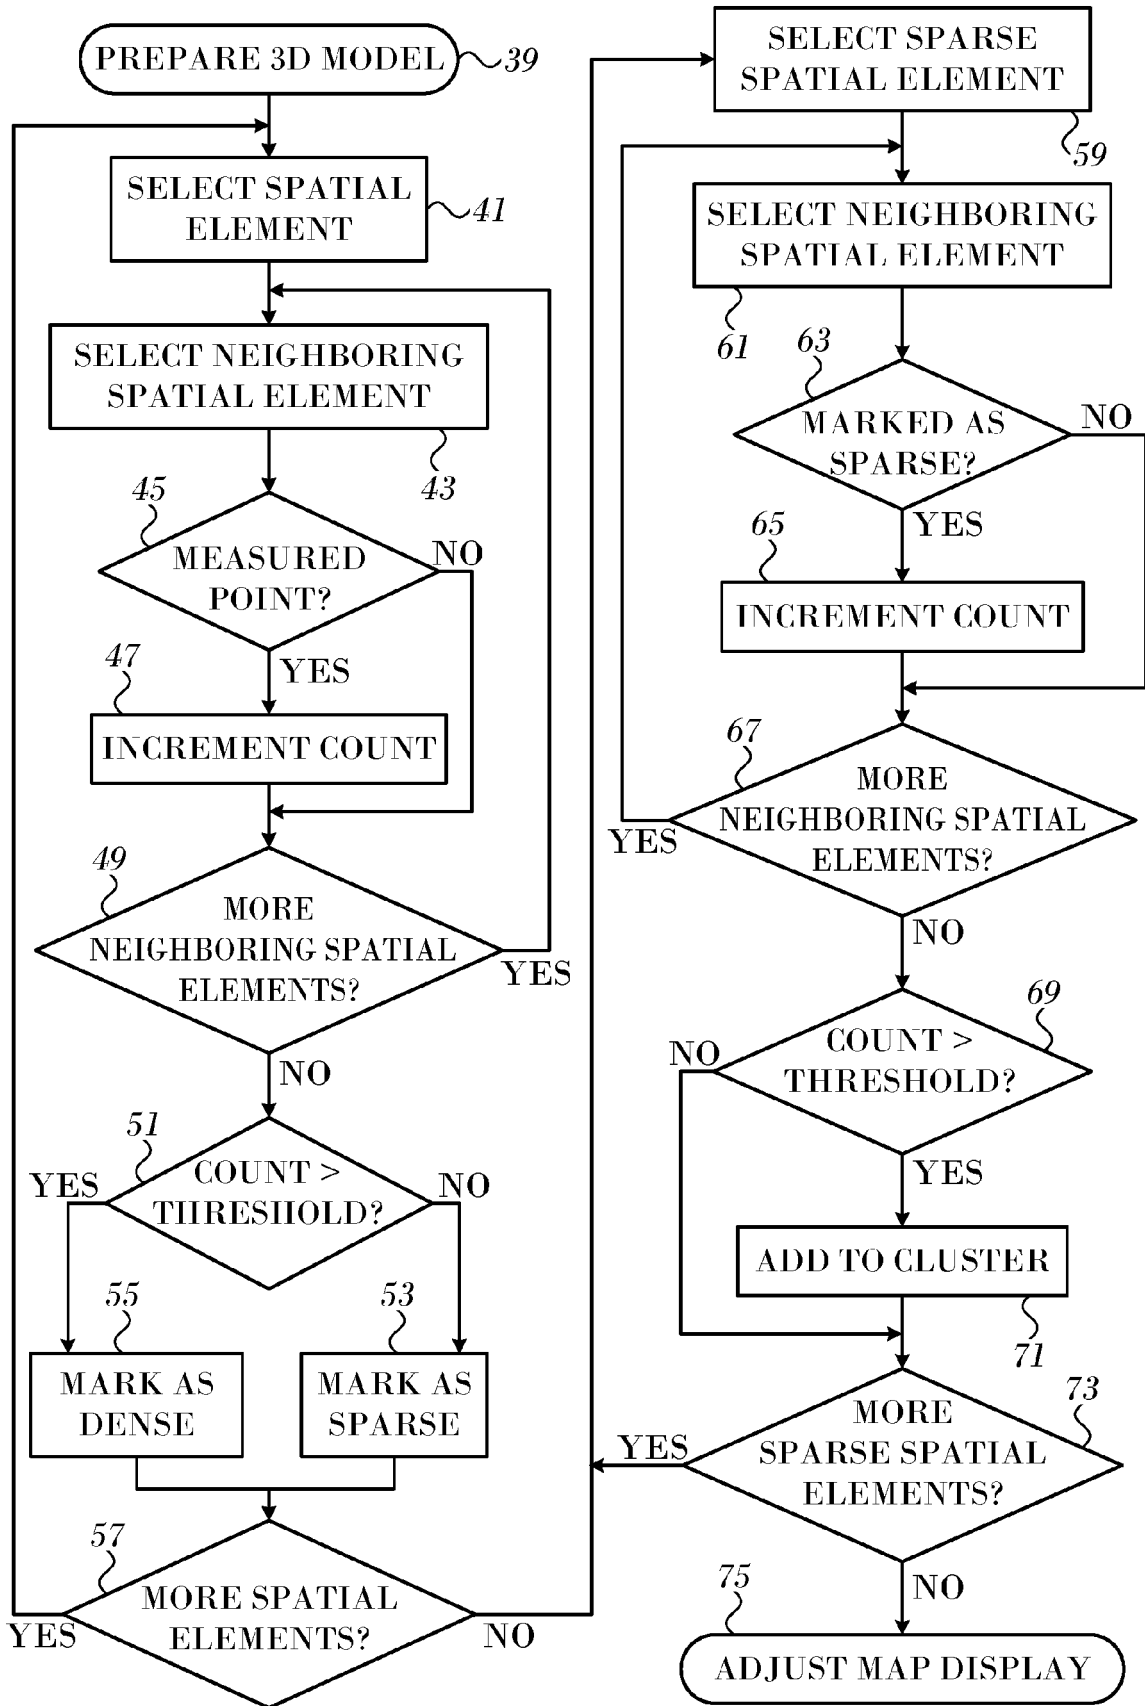 PREPARE 3D MODEL
39
SELECT SPATIAL
ELEMENT
41
SELECT NEIGHBORING
SPATIAL ELEMENT
43
45
MEASURED
POINT?
NO
YES
47
INCREMENT COUNT
49
MORE
NEIGHBORING SPATIAL
ELEMENTS?
YES
NO
51
COUNT >
THRESHOLD?
YES
NO
55
MARK AS
DENSE
53
MARK AS
SPARSE
57
MORE SPATIAL
ELEMENTS?
YES
NO
SELECT SPARSE
SPATIAL ELEMENT
59
SELECT NEIGHBORING
SPATIAL ELEMENT
61
63
MARKED AS
SPARSE?
NO
YES
65
INCREMENT COUNT
67
MORE
NEIGHBORING SPATIAL
ELEMENTS?
YES
NO
69
COUNT >
THRESHOLD?
NO
YES
ADD TO CLUSTER
71
73
MORE
SPARSE SPATIAL
ELEMENTS?
YES
NO
75
ADJUST MAP DISPLAY